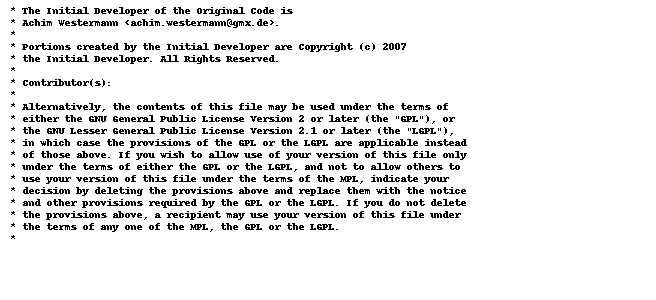 * The Initial Developer of the Original Code is
* Achim Westermann <achim.westermann@gmx.de>.
*
* Portions created by the Initial Developer are Copyright (c) 2007
* the Initial Developer. All Rights Reserved.
*
* Contributor(s):
*
* Alternatively, the contents of this file may be used under the terms of
* either the GNU General Public License Version 2 or later (the "GPL"), or
* the GNU Lesser General Public License Version 2.1 or later (the "LGPL"),
* in which case the provisions of the GPL or the LGPL are applicable instead
* of those above. If you wish to allow use of your version of this file only
* under the terms of either the GPL or the LGPL, and not to allow others to
* use your version of this file under the terms of the MPL, indicate your
* decision by deleting the provisions above and replace them with the notice
* and other provisions required by the GPL or the LGPL. If you do not delete
* the provisions above, a recipient may use your version of this file under
* the terms of any one of the MPL, the GPL or the LGPL.
*